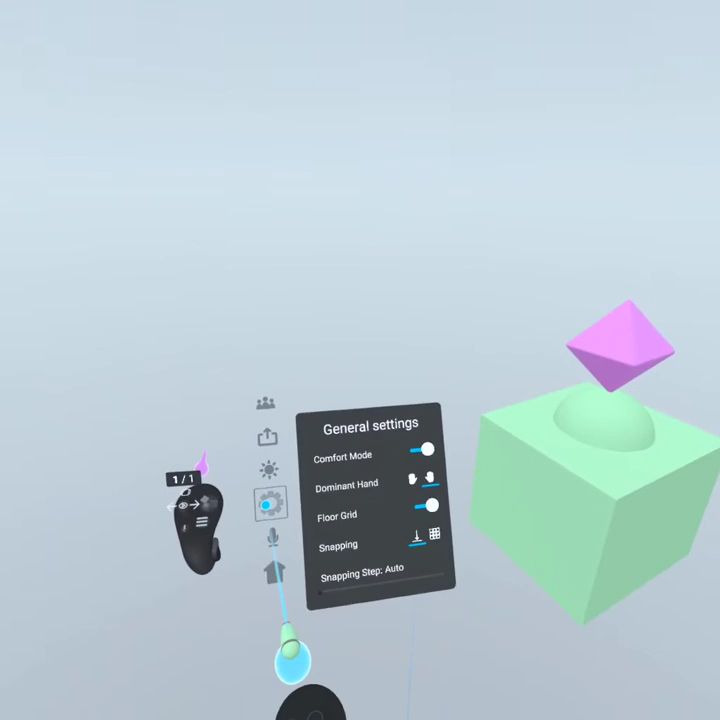 General settings
Comfort Mode
Dominant Hand
Floor Grid
Snapping
Snapping Step: Auto
1 / 1